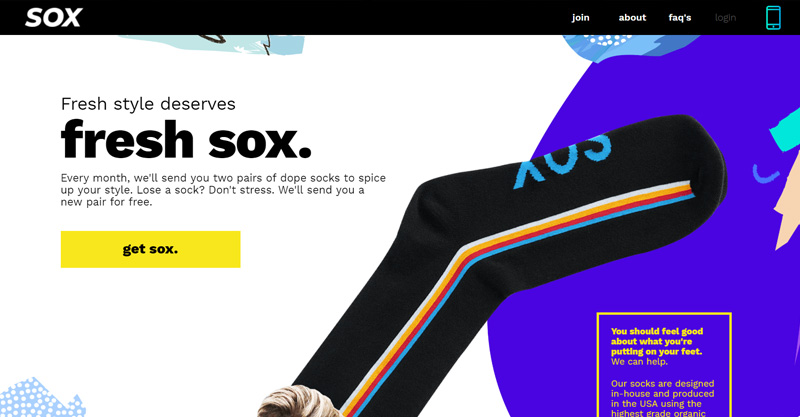 SOX
join about faq's login
Fresh style deserves
fresh sox.
Every month, we'll send you two pairs of dope socks to spice
up your style. Lose a sock? Don't stress. We'll send you a
new pair for free.
get sox.
SOX
You should feel good
about what you're
putting on your feet.
We can help.
Our socks are designed
in-house and produced
in the USA using the
highest grade organic